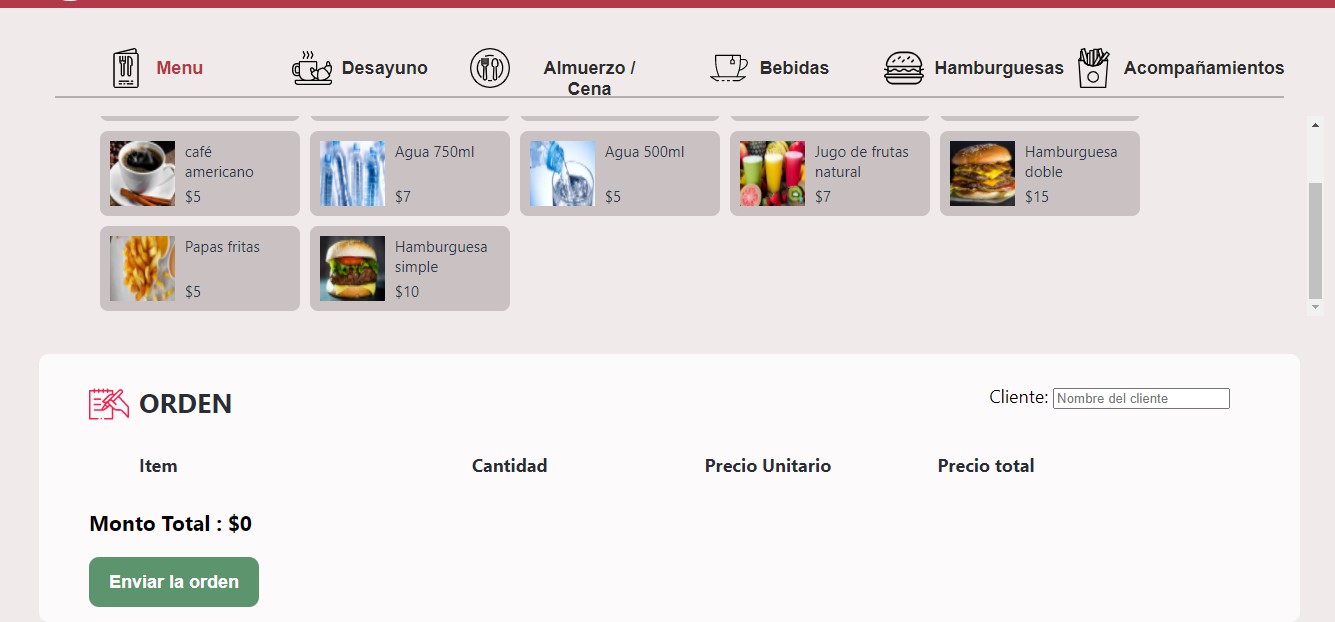 Menu
Desayuno
Almuerzo /
Cena
Bebidas
Hamburguesas
Acompañamientos
café
americano
$5
Agua 750ml
$7
Agua 500ml
$5
Jugo de frutas
natural
$7
Hamburguesa
doble
$15
Papas fritas
$5
Hamburguesa
simple
$10
ORDEN
Cliente: Nombre del cliente
Item Cantidad Precio Unitario Precio total
Monto Total : $0
Enviar la orden